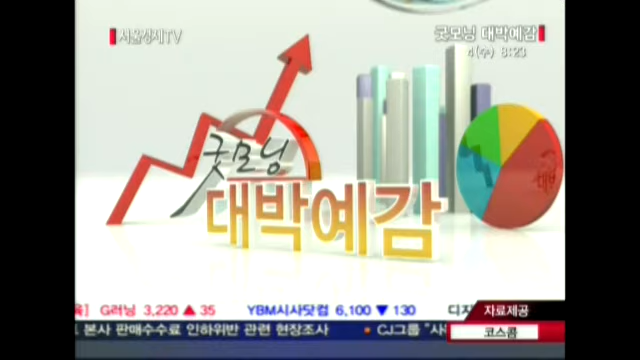 서울경제TV
굿모닝 대박예감
4(수) 8:23
굿모닝
대박예감
G러닝 3,220 ▲ 35 YBM시사닷컴 6,100 ▼ 130
자료제공
본사 판매수수료 인하위반 관련 현장조사 • CJ그룹
코스콤